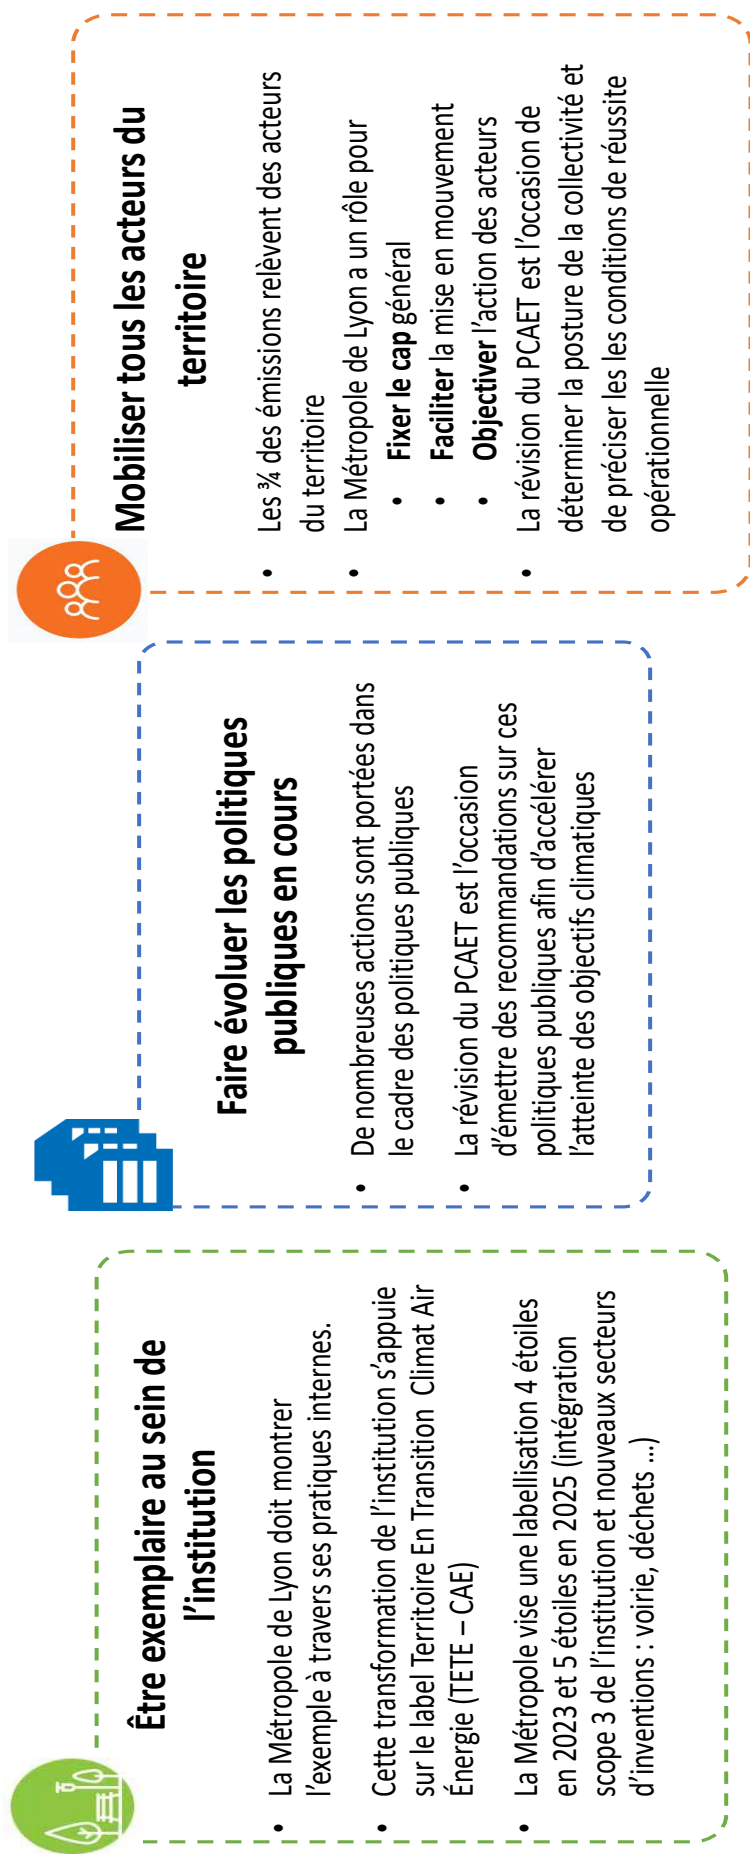 Être exemplaire au sein de
l'institution
• La Métropole de Lyon doit montrer
l'exemple à travers ses pratiques internes.
• Cette transformation de l'institution s'appuie
sur le label Territoire En Transition Climat Air
Énergie (TETE – CAE)
• La Métropole vise une labellisation 4 étoiles
en 2023 et 5 étoiles en 2025 (intégration
scope 3 de l'institution et nouveaux secteurs
d'inventions : voirie, déchets ...)
Faire évoluer les politiques
publiques en cours
• De nombreuses actions sont portées dans
le cadre des politiques publiques
• La révision du PCAET est l'occasion
d'émettre des recommandations sur ces
politiques publiques afin d'accélérer
l'atteinte des objectifs climatiques
Mobiliser tous les acteurs du
territoire
• Les ¾ des émissions relèvent des acteurs
du territoire
• La Métropole de Lyon a un rôle pour
• Fixer le cap général
• Faciliter la mise en mouvement
• Objectiver l'action des acteurs
• La révision du PCAET est l'occasion de
déterminer la posture de la collectivité et
de préciser les les conditions de réussite
opérationnelle